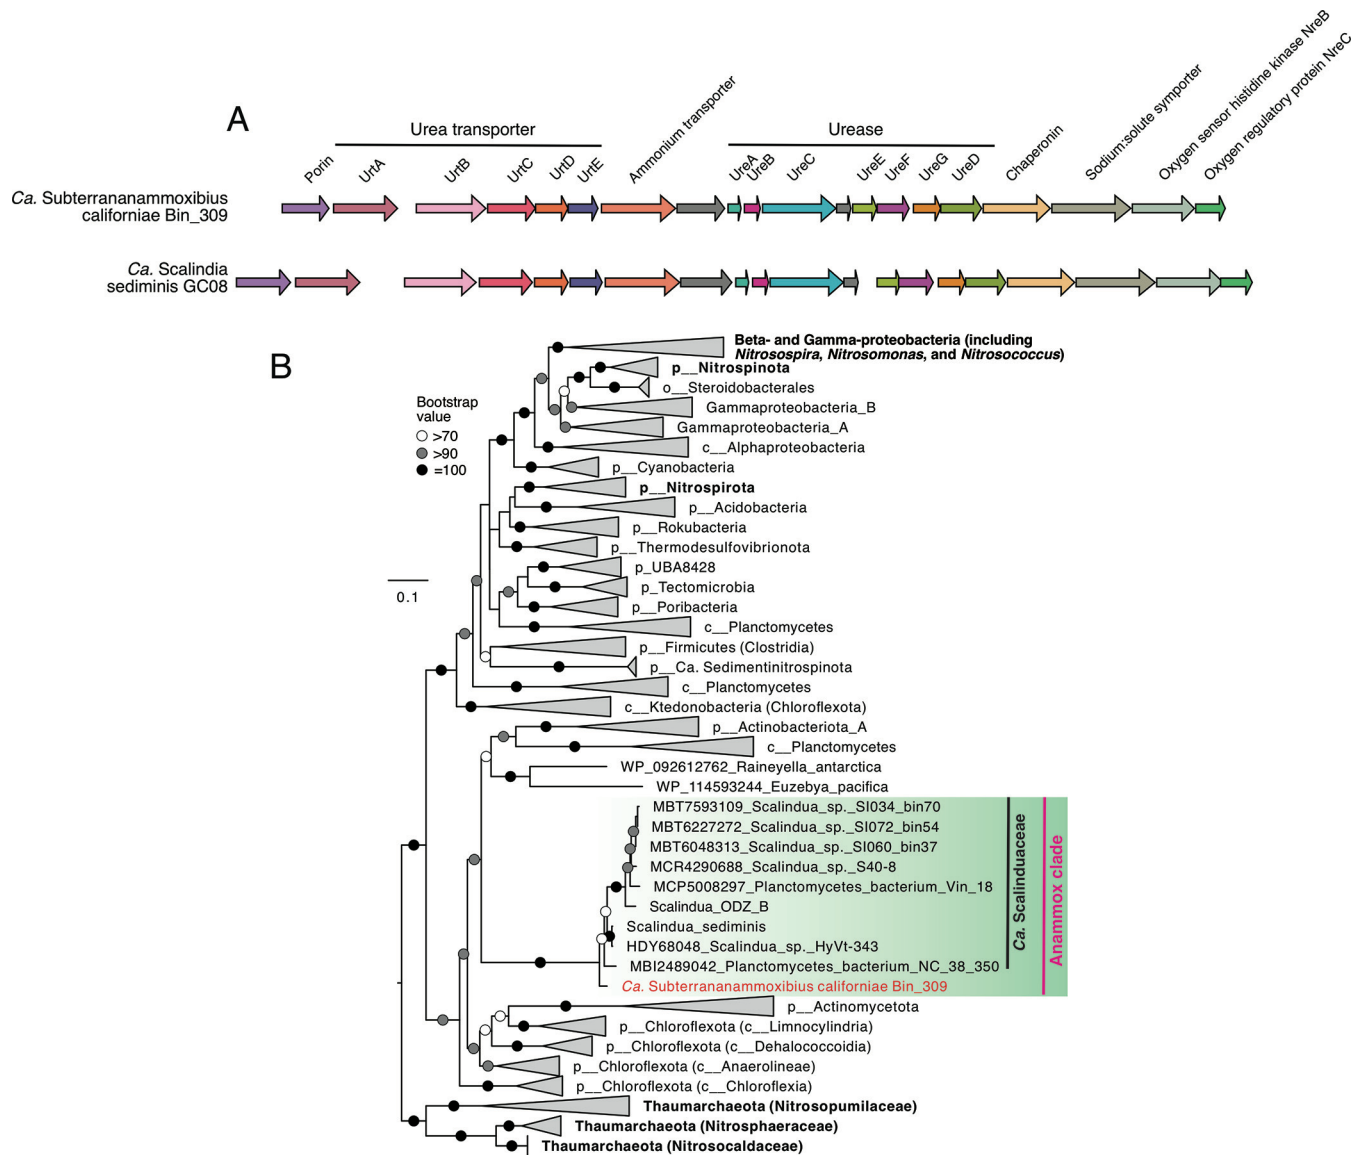 A
Urea transporter
Urease
Porin
UrtA
UrtB
UrtC
UrtD
UrtE
Ammonium transporter
UreA
UreB
UreC
UreE
UreF
UreG
UreD
Chaperonin
Sodium:solute symporter
Oxygen sensor histidine kinase NreB
Oxygen regulatory protein NreC
Ca. Subterrananammoxibius
californiae Bin_309
Ca. Scalindia
sediminis GC08
B
Bootstrap
value
>70
>90
=100
0.1
Beta- and Gamma-proteobacteria (including
Nitrosospira, Nitrosomonas, and Nitrosococcus)
p__Nitrospinota
o__Steroidobacterales
Gammaproteobacteria_B
Gammaproteobacteria_A
c__Alphaproteobacteria
p__Cyanobacteria
p__Nitrospirota
p__Acidobacteria
p__Rokubacteria
p__Thermodesulfovibrionota
p_UBA8428
p_Tectomicrobia
p__Poribacteria
c__Planctomycetes
p__Firmicutes (Clostridia)
p__Ca. Sedimentinitrospinota
c__Planctomycetes
c__Ktedonobacteria (Chloroflexota)
p__Actinobacteriota_A
c__Planctomycetes
WP_092612762_Raineyella_antarctica
WP_114593244_Euzebya_pacifica
MBT7593109_Scalindua_sp._SI034_bin70
MBT6227272_Scalindua_sp._SI072_bin54
MBT6048313_Scalindua_sp._SI060_bin37
MCR4290688_Scalindua_sp._S40-8
MCP5008297_Planctomycetes_bacterium_Vin_18
Scalindua_ODZ_B
Scalindua_sediminis
HDY68048_Scalindua_sp._HyVt-343
MBI2489042_Planctomycetes_bacterium_NC_38_350
Ca. Subterrananammoxibius californiae Bin_309
Ca. Scalinduaceae
Anammox clade
p__Actinomycetota
p__Chloroflexota (c__Limnocylindria)
p__Chloroflexota (c__Dehalococcoidia)
p__Chloroflexota (c__Anaerolineae)
p__Chloroflexota (c__Chloroflexia)
Thaumarchaeota (Nitrosopumilaceae)
Thaumarchaeota (Nitrosphaeraceae)
Thaumarchaeota (Nitrosocaldaceae)